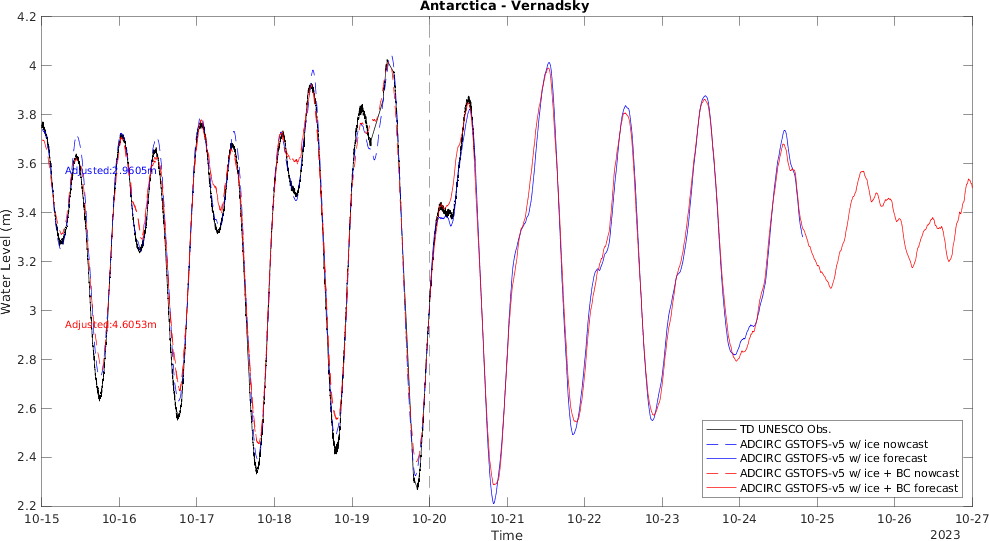 Antarctica - Vernadsky
4.2
4
3.8
3.6
3.4
3.2
3
2.8
2.6
2.4
2.2
Water Level (m)
Adjusted:2.9605m
Adjusted:4.6053m
TD UNESCO Obs.
ADCIRC GSTOFS-v5 w/ ice nowcast
ADCIRC GSTOFS-v5 w/ ice forecast
ADCIRC GSTOFS-v5 w/ ice + BC nowcast
ADCIRC GSTOFS-v5 w/ ice + BC forecast
10-15 10-16 10-17 10-18 10-19 10-20 10-21 10-22 10-23 10-24 10-25 10-26 10-27
Time
2023